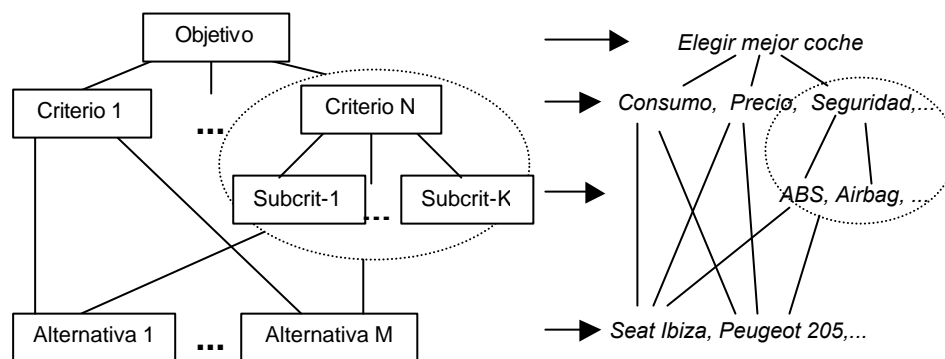 Objetivo
Elegir mejor coche
Criterio 1
...
Criterio N
Consumo, Precio, Seguridad,...
Subcrit-1
...
Subcrit-K
ABS, Airbag, ...
Alternativa 1
...
Alternativa M
Seat Ibiza, Peugeot 205,...